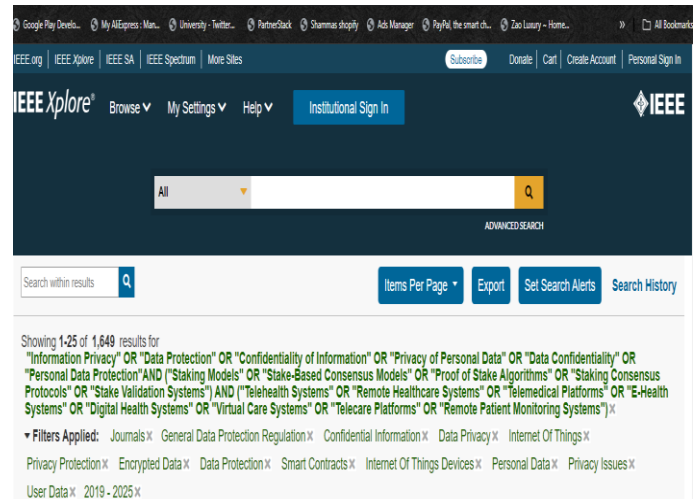 Google Play Develo... My AliExpress : Man... University - Twitter... PartnerStack Shammas shopify Ads Manager PayPal, the smart ch... Zao Luxury – Home... » All Bookmarks
IEEE.org IEEE Xplore IEEE SA IEEE Spectrum More Sites Subscribe Donate Cart Create Account Personal Sign In
IEEE Xplore® Browse My Settings Help Institutional Sign In IEEE
All
ADVANCED SEARCH
Search within results Items Per Page Export Set Search Alerts Search History
Showing 1-25 of 1,649 results for
"Information Privacy" OR "Data Protection" OR "Confidentiality of Information" OR "Privacy of Personal Data" OR "Data Confidentiality" OR
"Personal Data Protection"AND ("Staking Models" OR "Stake-Based Consensus Models" OR "Proof of Stake Algorithms" OR "Staking Consensus
Protocols" OR "Stake Validation Systems") AND ("Telehealth Systems" OR "Remote Healthcare Systems" OR "Telemedical Platforms" OR "E-Health
Systems" OR "Digital Health Systems" OR "Virtual Care Systems" OR "Telecare Platforms" OR "Remote Patient Monitoring Systems")×
▾ Filters Applied: Journals× General Data Protection Regulation× Confidential Information× Data Privacy× Internet Of Things×
Privacy Protection× Encrypted Data× Data Protection× Smart Contracts× Internet Of Things Devices× Personal Data× Privacy Issues×
User Data× 2019 - 2025×